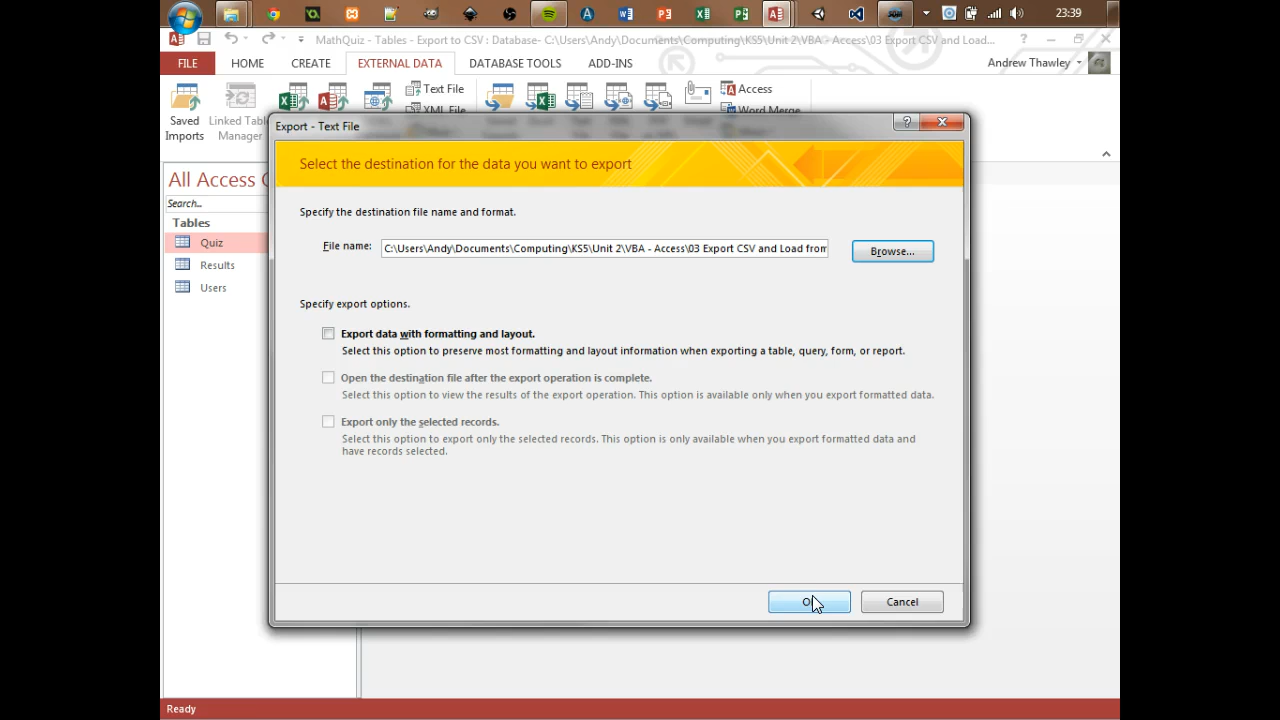 23:39
MathQuiz - Tables - Export to CSV : Database- C:\Users\Andy\Documents\Computing\KS5\Unit 2\VBA - Access\03 Export CSV and Load...
FILE HOME CREATE EXTERNAL DATA DATABASE TOOLS ADD-INS Andrew Thawley
Text File Access
Saved Imports
Linked Table Manager
XML File Word Merge
Export - Text File
Select the destination for the data you want to export
All Access
Search..
Tables
Quiz
Results
Users
Specify the destination file name and format.
File name: C:\Users\Andy\Documents\Computing\KS5\Unit 2\VBA - Access\03 Export CSV and Load from
Browse...
Specify export options.
Export data with formatting and layout.
Select this option to preserve most formatting and layout information when exporting a table, query, form, or report.
Open the destination file after the export operation is complete.
Select this option to view the results of the export operation. This option is available only when you export formatted data.
Export only the selected records.
Select this option to export only the selected records. This option is only available when you export formatted data and
have records selected.
OK Cancel
Ready